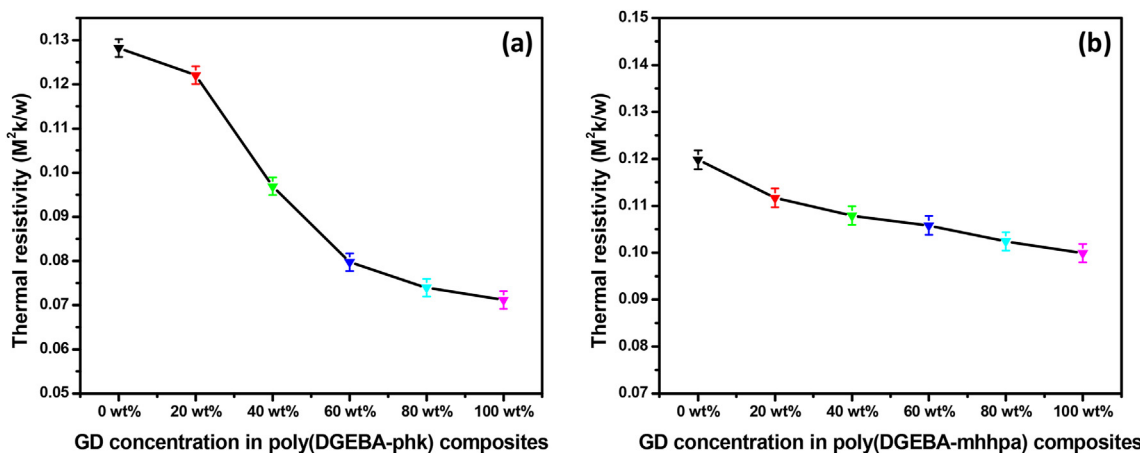 (a)
Thermal resistivity (M²k/w)
0.13
0.12
0.11
0.10
0.09
0.08
0.07
0.06
0.05
0 wt% 20 wt% 40 wt% 60 wt% 80 wt% 100 wt%
GD concentration in poly(DGEBA-phk) composites
(b)
Thermal resistivity (M²k/w)
0.15
0.14
0.13
0.12
0.11
0.10
0.09
0.08
0.07
0 wt% 20 wt% 40 wt% 60 wt% 80 wt% 100 wt%
GD concentration in poly(DGEBA-mhhpa) composites